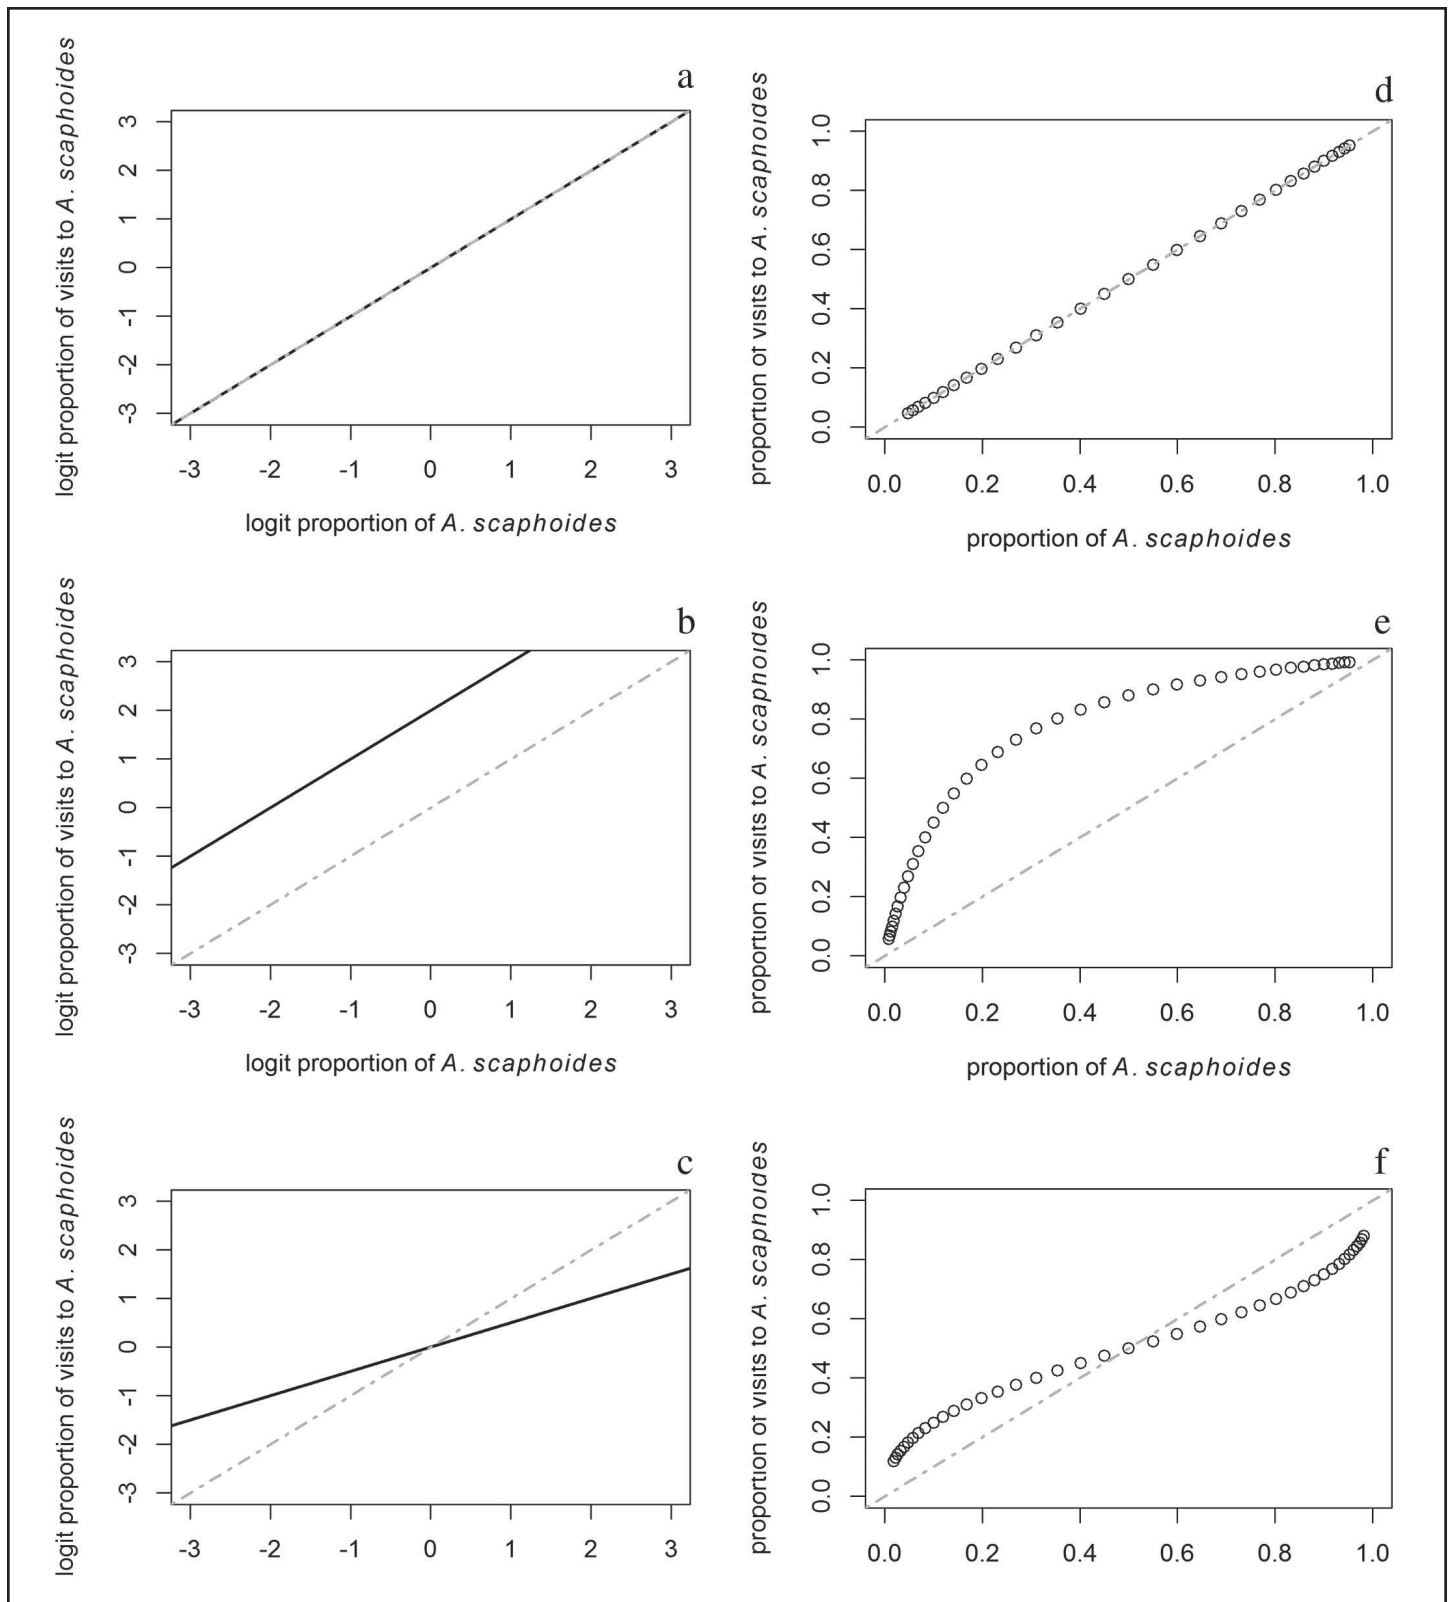 a
logit proportion of visits to A. scaphoides
3
2
1
0
-1
-2
-3
-3 -2 -1 0 1 2 3
logit proportion of A. scaphoides
d
proportion of visits to A. scaphoides
1.0
0.8
0.6
0.4
0.2
0.0
0.0 0.2 0.4 0.6 0.8 1.0
proportion of A. scaphoides
b
logit proportion of visits to A. scaphoides
3
2
1
0
-1
-2
-3
-3 -2 -1 0 1 2 3
logit proportion of A. scaphoides
e
proportion of visits to A. scaphoides
1.0
0.8
0.6
0.4
0.2
0.0
0.0 0.2 0.4 0.6 0.8 1.0
proportion of A. scaphoides
c
logit proportion of visits to A. scaphoides
3
2
1
0
-1
-2
-3
-3 -2 -1 0 1 2 3
f
proportion of visits to A. scaphoides
1.0
0.8
0.6
0.4
0.2
0.0
0.0 0.2 0.4 0.6 0.8 1.0